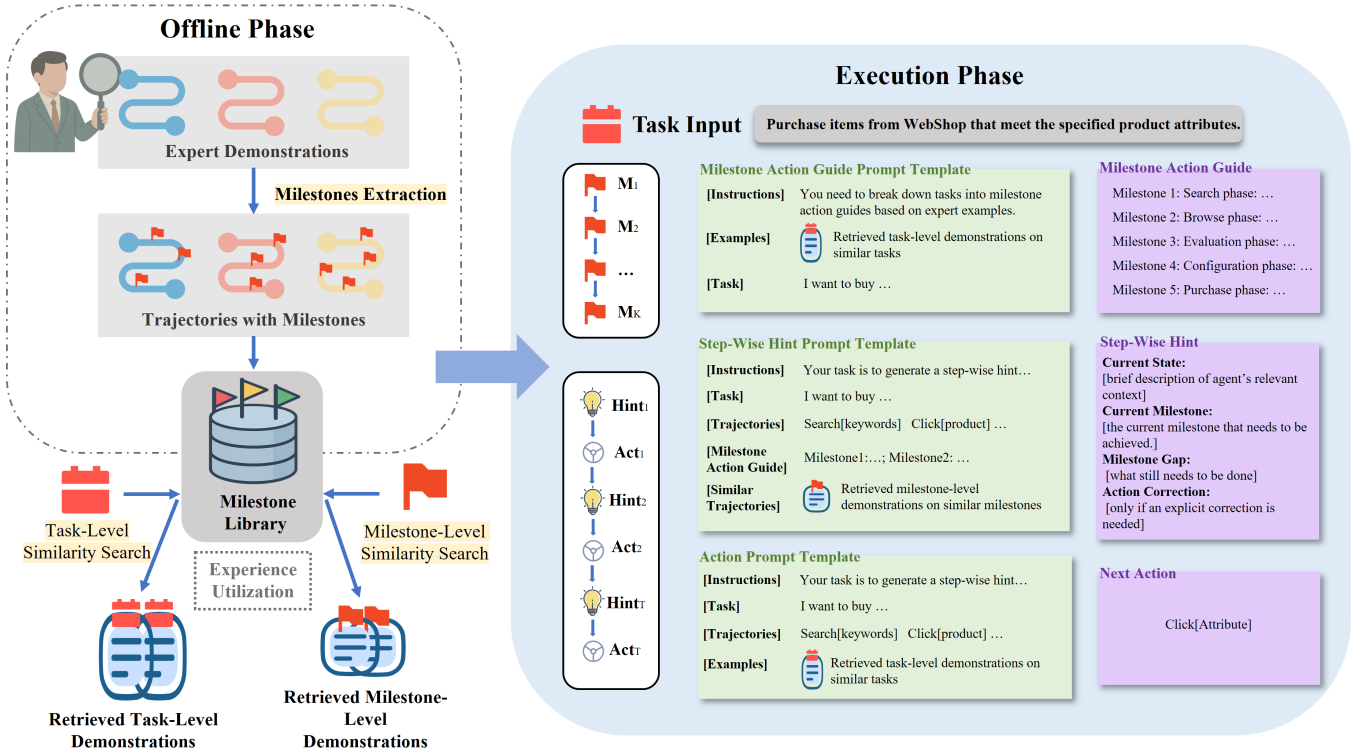 Offline Phase
Expert Demonstrations
Milestones Extraction
Trajectories with Milestones
Milestone
Library
Task-Level
Similarity Search
Milestone-Level
Similarity Search
Experience
Utilization
Retrieved Task-Level
Demonstrations
Retrieved Milestone-
Level
Demonstrations
Execution Phase
Task Input
Purchase items from WebShop that meet the specified product attributes.
M1
M2
…
MK
Hint1
Act1
Hint2
Act2
HintT
ActT
Milestone Action Guide Prompt Template
[Instructions] You need to break down tasks into milestone
action guides based on expert examples.
[Examples] Retrieved task-level demonstrations on
similar tasks
[Task] I want to buy …
Milestone Action Guide
Milestone 1: Search phase: …
Milestone 2: Browse phase: …
Milestone 3: Evaluation phase: …
Milestone 4: Configuration phase: …
Milestone 5: Purchase phase: …
Step-Wise Hint Prompt Template
[Instructions] Your task is to generate a step-wise hint…
[Task] I want to buy …
[Trajectories] Search[keywords] Click[product] …
[Milestone
Action Guide] Milestone1:…; Milestone2: …
[Similar
Trajectories] Retrieved milestone-level
demonstrations on similar milestones
Step-Wise Hint
Current State:
[brief description of agent's relevant
context]
Current Milestone:
[the current milestone that needs to be
achieved.]
Milestone Gap:
[what still needs to be done]
Action Correction:
[only if an explicit correction is
needed]
Action Prompt Template
[Instructions] Your task is to generate a step-wise hint…
[Task] I want to buy …
[Trajectories] Search[keywords] Click[product] …
[Examples] Retrieved task-level demonstrations on
similar tasks
Next Action
Click[Attribute]